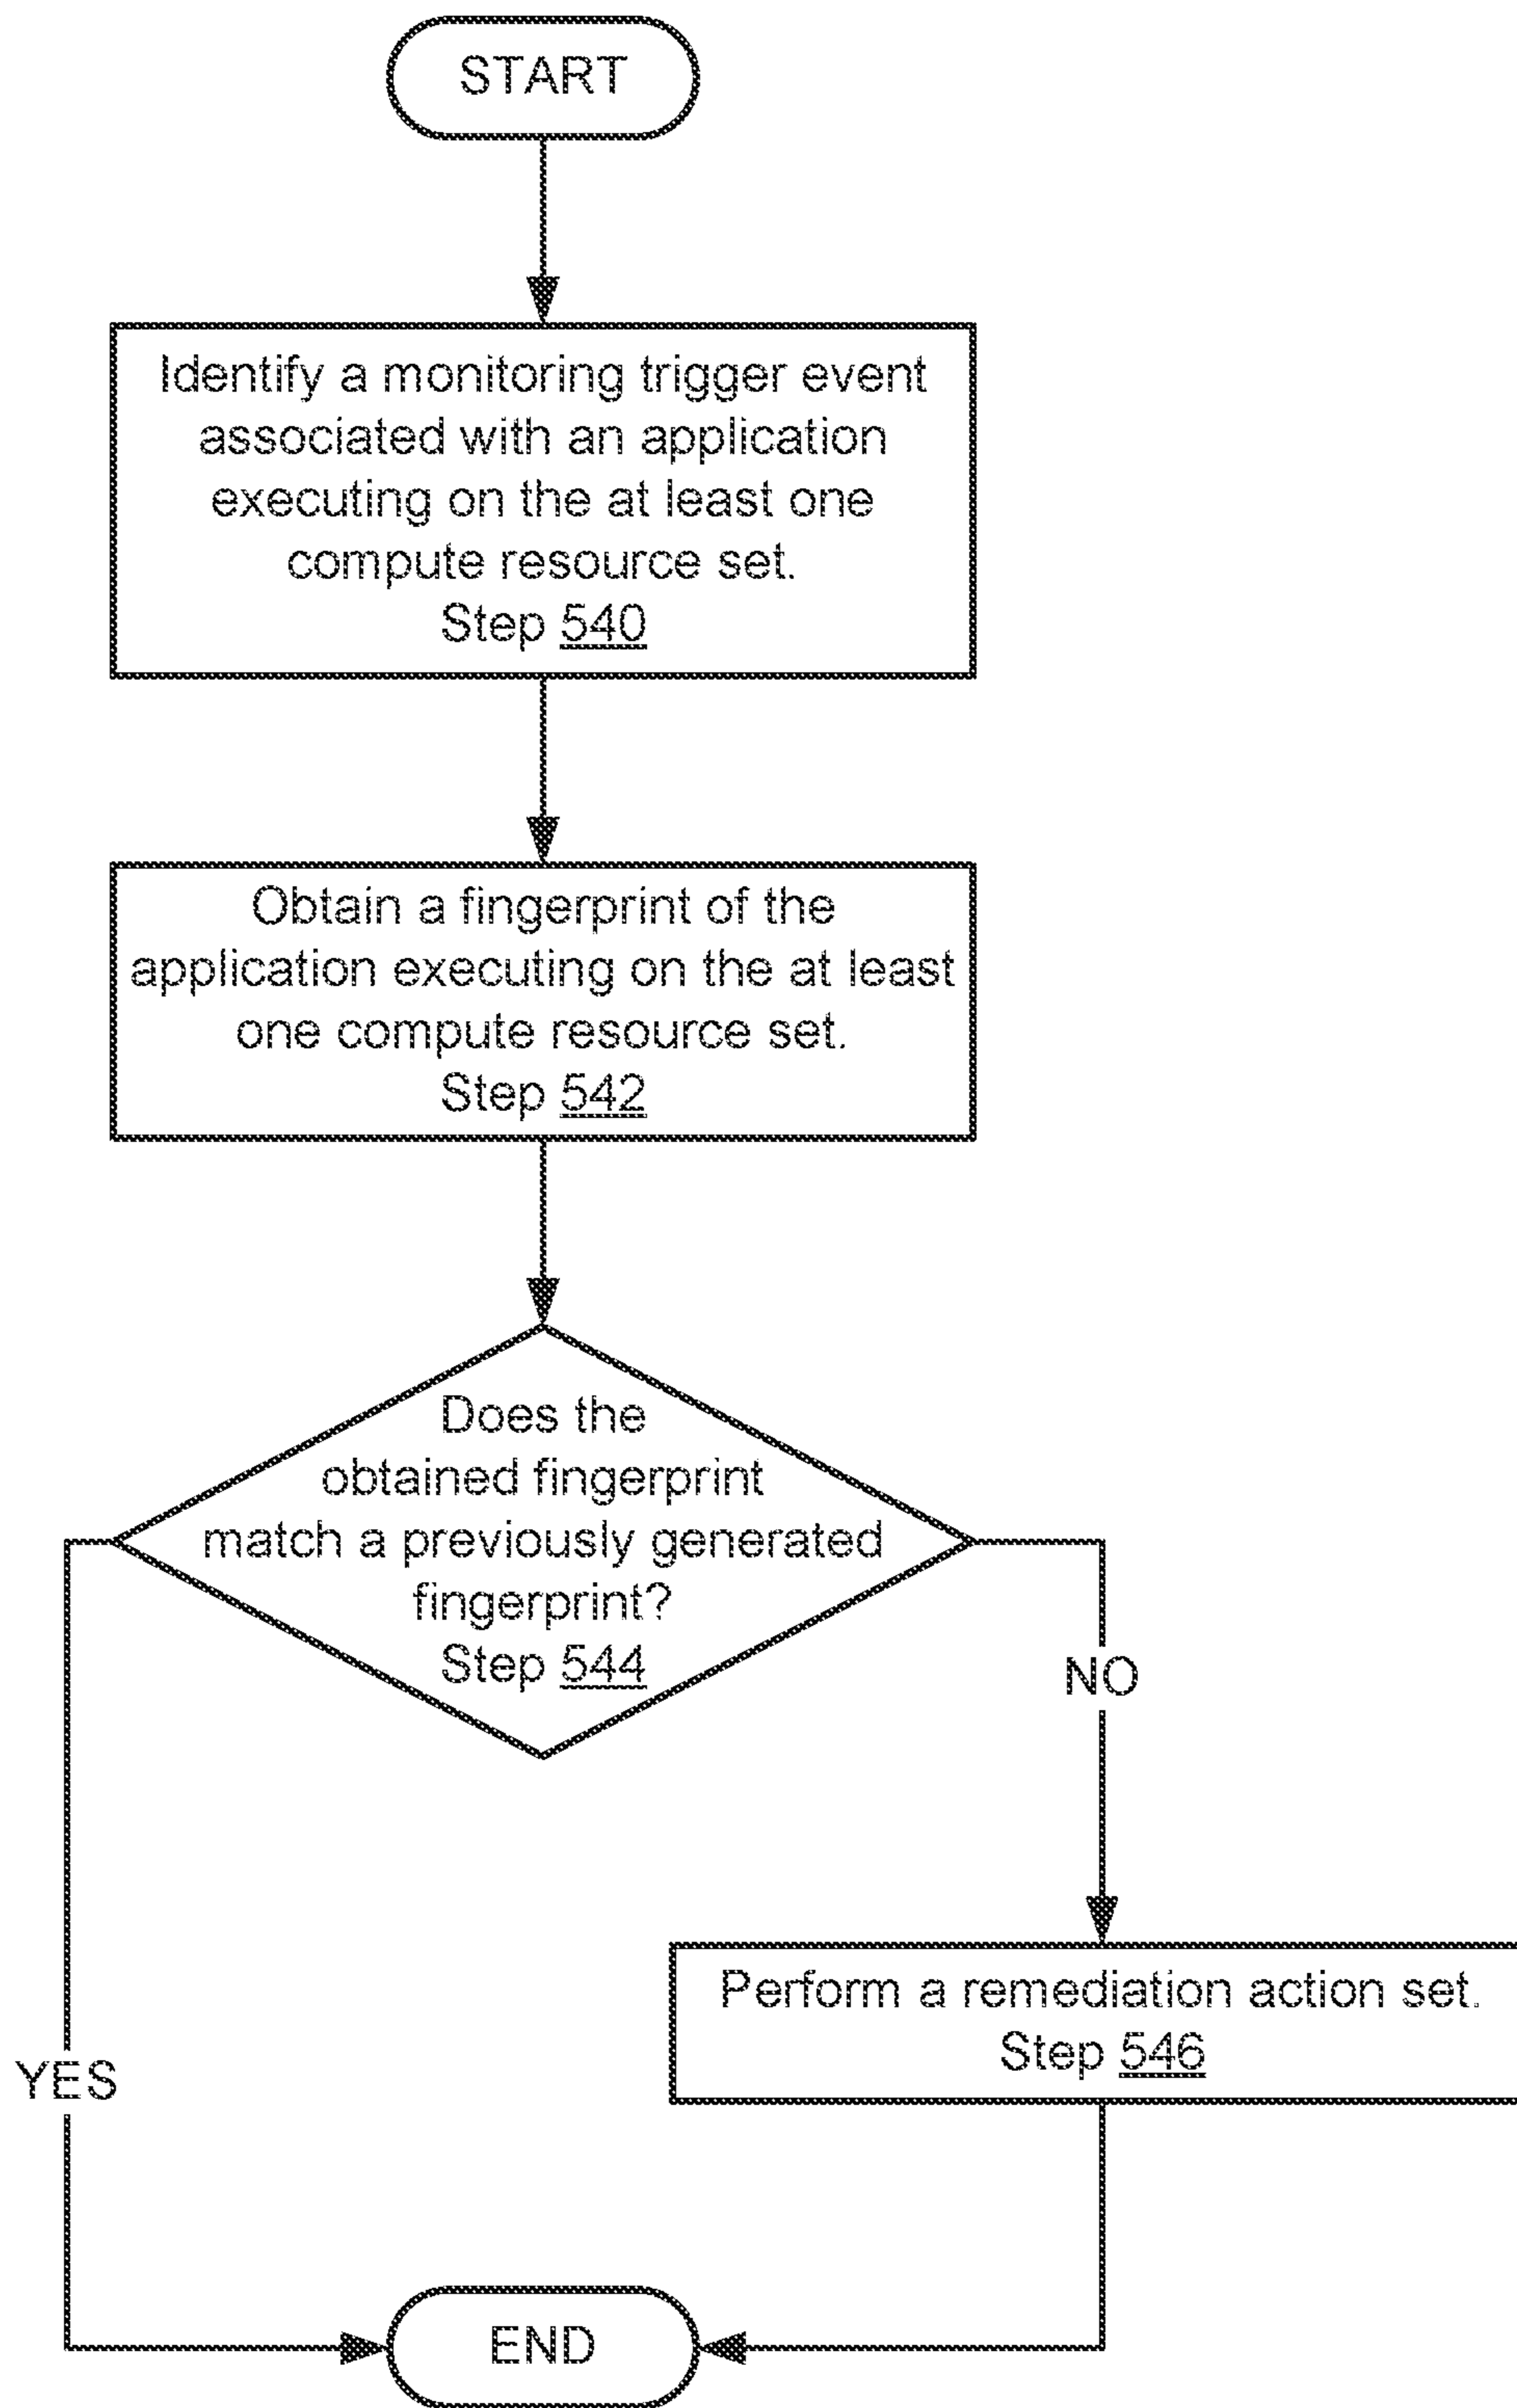 START
Identify a monitoring trigger event
associated with an application
executing on the at least one
compute resource set.
Step 540
Obtain a fingerprint of the
application executing on the at least
one compute resource set.
Step 542
Does the
obtained fingerprint
match a previously generated
fingerprint?
Step 544
NO
Perform a remediation action set.
Step 546
YES
END